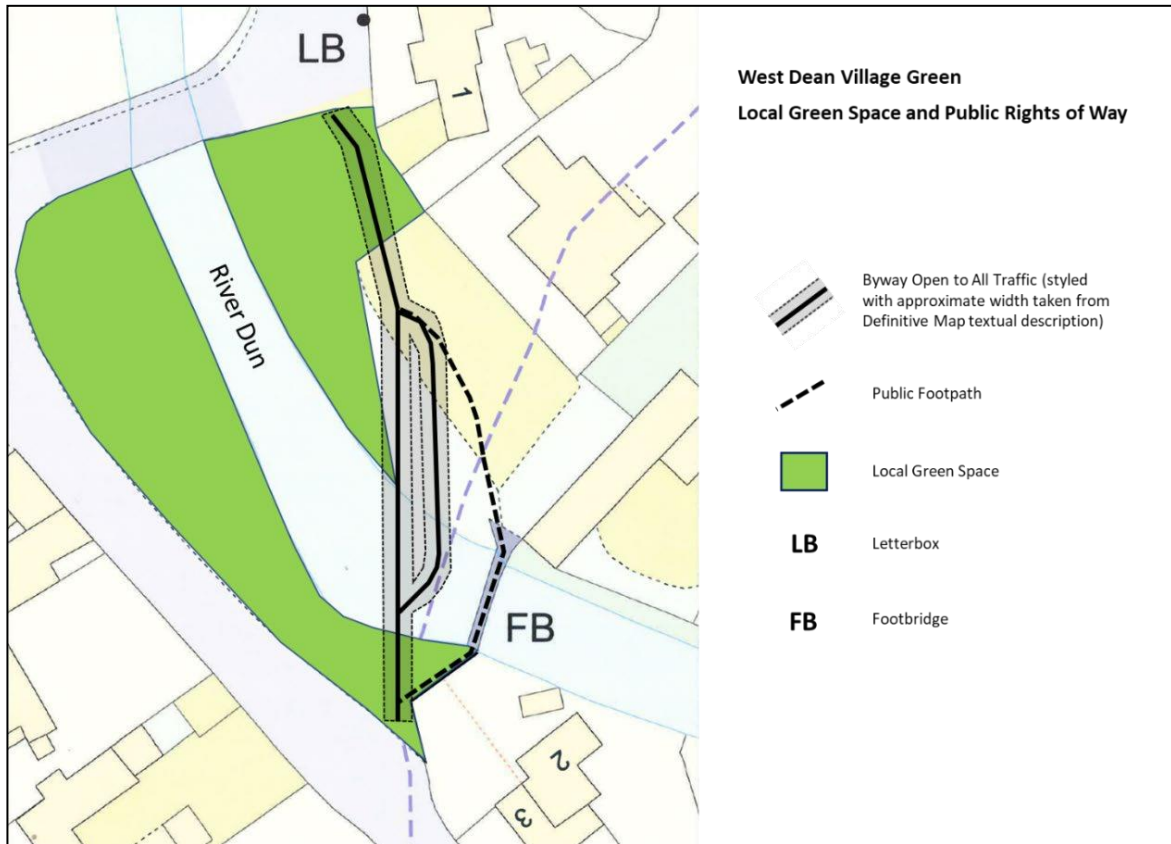 LB
1
River Dun
FB
2
3
West Dean Village Green
Local Green Space and Public Rights of Way
Byway Open to All Traffic (styled
with approximate width taken from
Definitive Map textual description)
Public Footpath
Local Green Space
LB
Letterbox
FB
Footbridge